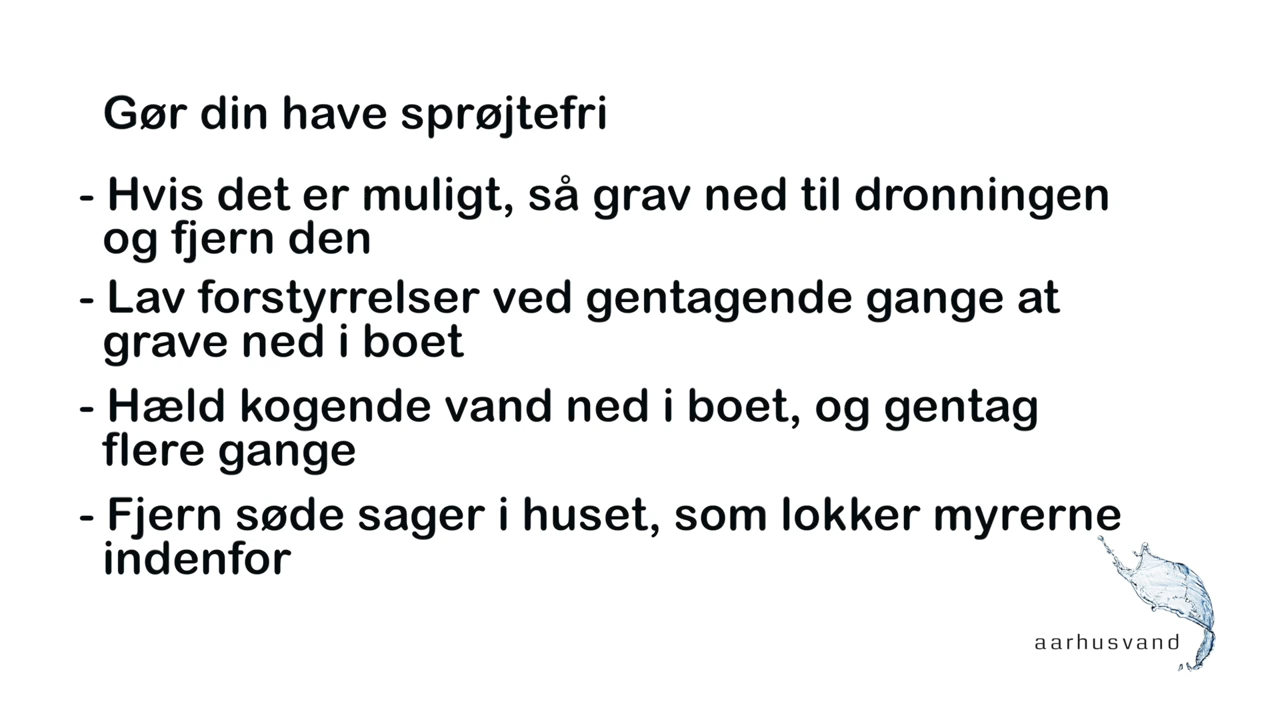 Gør din have sprøjtefri
- Hvis det er muligt, så grav ned til dronningen
og fjern den
- Lav forstyrrelser ved gentagende gange at
grave ned i boet
- Hæld kogende vand ned i boet, og gentag
flere gange
- Fjern søde sager i huset, som lokker myrerne
indenfor
aarhusvand